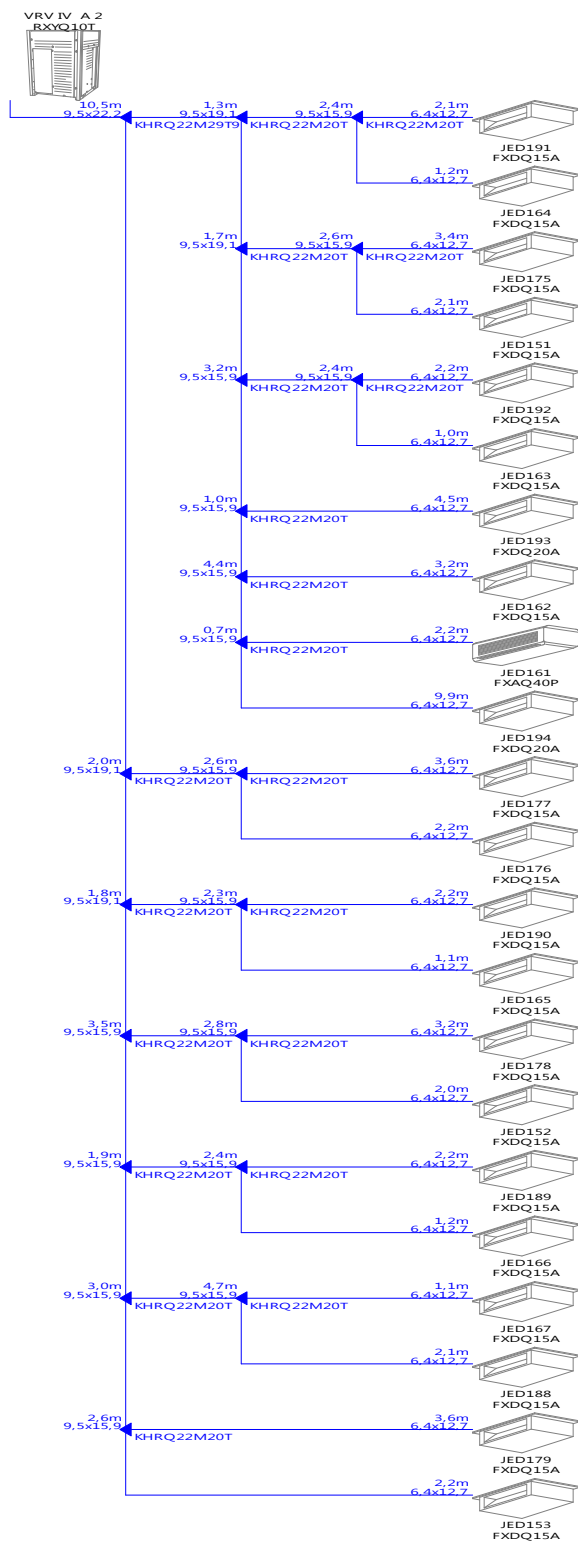 VRV IV A 2
RXYQ10T
10,5m 1,3m 2,4m 2,1m
9,5x22,2 9,5x19,1 9,5x15,9 6,4x12,7
KHRQ22M29T9 KHRQ22M20T KHRQ22M20T
JED191
FXDQ15A
1,2m
6,4x12,7
JED164
FXDQ15A
1,7m 2,6m 3,4m
9,5x19,1 9,5x15,9 6,4x12,7
KHRQ22M20T KHRQ22M20T
JED175
FXDQ15A
2,1m
6,4x12,7
JED151
FXDQ15A
3,2m 2,4m 2,2m
9,5x15,9 9,5x15,9 6,4x12,7
KHRQ22M20T KHRQ22M20T
JED192
FXDQ15A
1,0m
6,4x12,7
JED163
FXDQ15A
1,0m 4,5m
9,5x15,9 6,4x12,7
KHRQ22M20T
JED193
FXDQ20A
4,4m 3,2m
9,5x15,9 6,4x12,7
KHRQ22M20T
JED162
FXDQ15A
0,7m 2,2m
9,5x15,9 6,4x12,7
KHRQ22M20T
JED161
FXAQ40P
9,9m
6,4x12,7
JED194
FXDQ20A
2,0m 2,6m 3,6m
9,5x19,1 9,5x15,9 6,4x12,7
KHRQ22M20T KHRQ22M20T
JED177
FXDQ15A
2,2m
6,4x12,7
JED176
FXDQ15A
1,8m 2,3m 2,2m
9,5x19,1 9,5x15,9 6,4x12,7
KHRQ22M20T KHRQ22M20T
JED190
FXDQ15A
1,1m
6,4x12,7
JED165
FXDQ15A
3,5m 2,8m 3,2m
9,5x15,9 9,5x15,9 6,4x12,7
KHRQ22M20T KHRQ22M20T
JED178
FXDQ15A
2,0m
6,4x12,7
JED152
FXDQ15A
1,9m 2,4m 2,2m
9,5x15,9 9,5x15,9 6,4x12,7
KHRQ22M20T KHRQ22M20T
JED189
FXDQ15A
1,2m
6,4x12,7
JED166
FXDQ15A
3,0m 4,7m 1,1m
9,5x15,9 9,5x15,9 6,4x12,7
KHRQ22M20T KHRQ22M20T
JED167
FXDQ15A
2,1m
6,4x12,7
JED188
FXDQ15A
2,6m 3,6m
9,5x15,9 6,4x12,7
KHRQ22M20T
JED179
FXDQ15A
2,2m
6,4x12,7
JED153
FXDQ15A